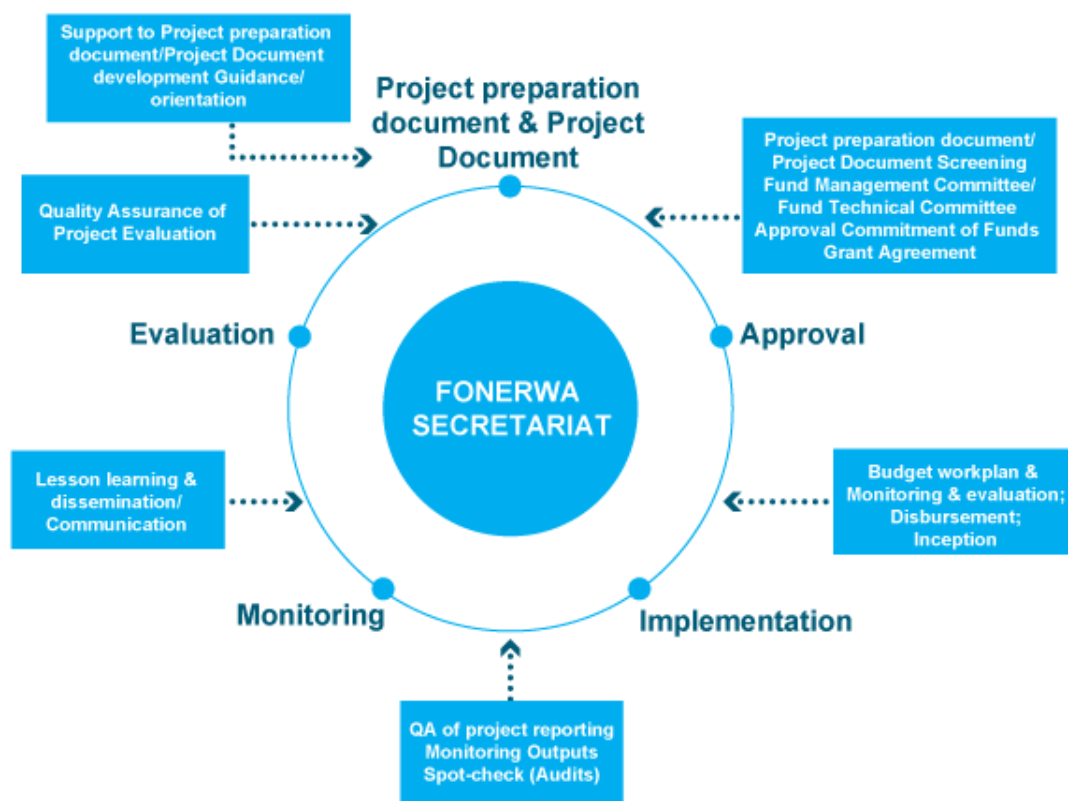 Support to Project preparation
document/Project Document
development Guidance/
orientation
Project preparation
document & Project
Document
Project preparation document/
Project Document Screening
Fund Management Committee/
Fund Technical Committee
Approval Commitment of Funds
Grant Agreement
Quality Assurance of
Project Evaluation
Evaluation
Approval
FONERWA
SECRETARIAT
Lesson learning &
dissemination/
Communication
Budget workplan &
Monitoring & evaluation;
Disbursement;
Inception
Monitoring
Implementation
QA of project reporting
Monitoring Outputs
Spot-check (Audits)